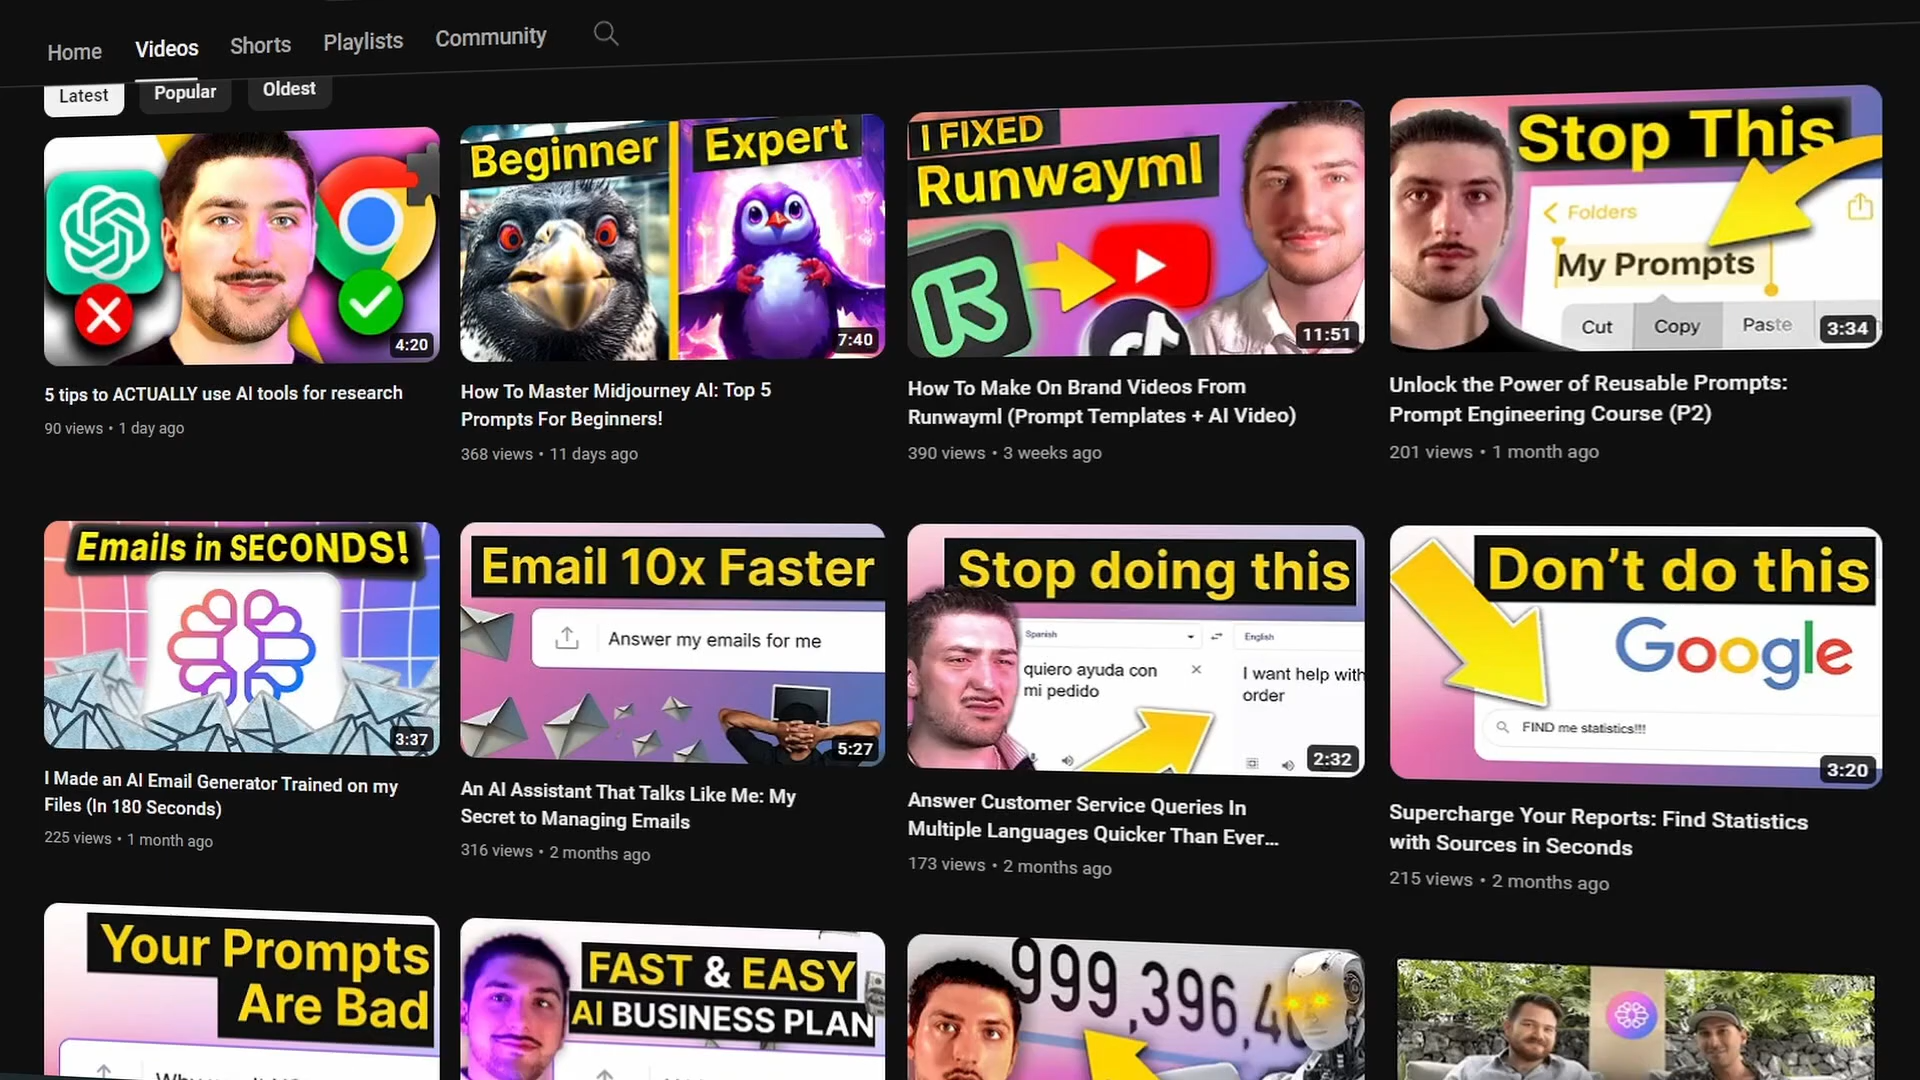 Home
Videos
Shorts
Playlists
Community
Latest
Popular
Oldest
4:20
5 tips to ACTUALLY use AI tools for research
90 views • 1 day ago
Beginner
Expert
7:40
How To Master Midjourney AI: Top 5
Prompts For Beginners!
368 views • 11 days ago
I FIXED
Runwayml
11:51
How To Make On Brand Videos From
Runwayml (Prompt Templates + AI Video)
390 views • 3 weeks ago
Stop This
Folders
My Prompts
Cut
Copy
Paste
3:34
Unlock the Power of Reusable Prompts:
Prompt Engineering Course (P2)
201 views • 1 month ago
Emails in SECONDS!
3:37
I Made an AI Email Generator Trained on my
Files (In 180 Seconds)
225 views • 1 month ago
Email 10x Faster
Answer my emails for me
5:27
An AI Assistant That Talks Like Me: My
Secret to Managing Emails
316 views • 2 months ago
Stop doing this
Spanish
English
quiero ayuda con
mi pedido
I want help with
order
2:32
Answer Customer Service Queries In
Multiple Languages Quicker Than Ever...
173 views • 2 months ago
Don't do this
Google
FIND me statistics!!!
3:20
Supercharge Your Reports: Find Statistics
with Sources in Seconds
215 views • 2 months ago
Your Prompts
Are Bad
FAST & EASY
AI BUSINESS PLAN
999,396,4